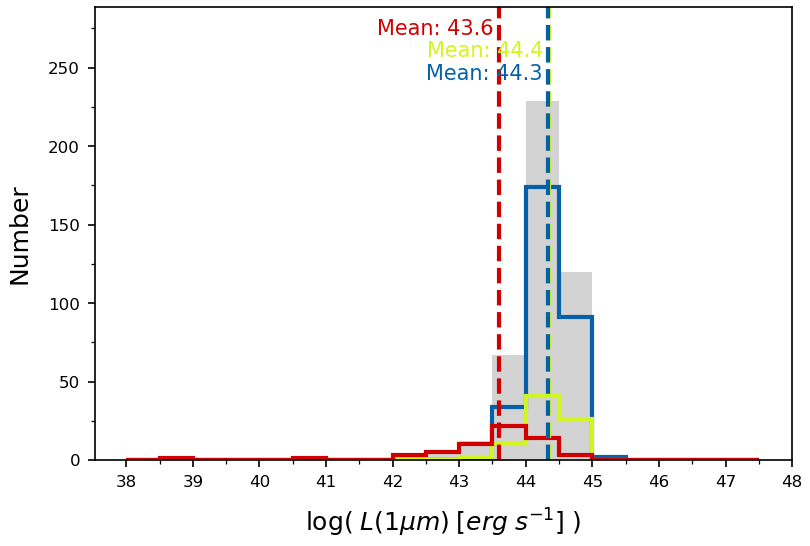 Mean: 43.6
Mean: 44.4
Mean: 44.3
250
200
150
100
50
0
Number
38 39 40 41 42 43 44 45 46 47 48
log( L(1μm) [erg s⁻¹] )